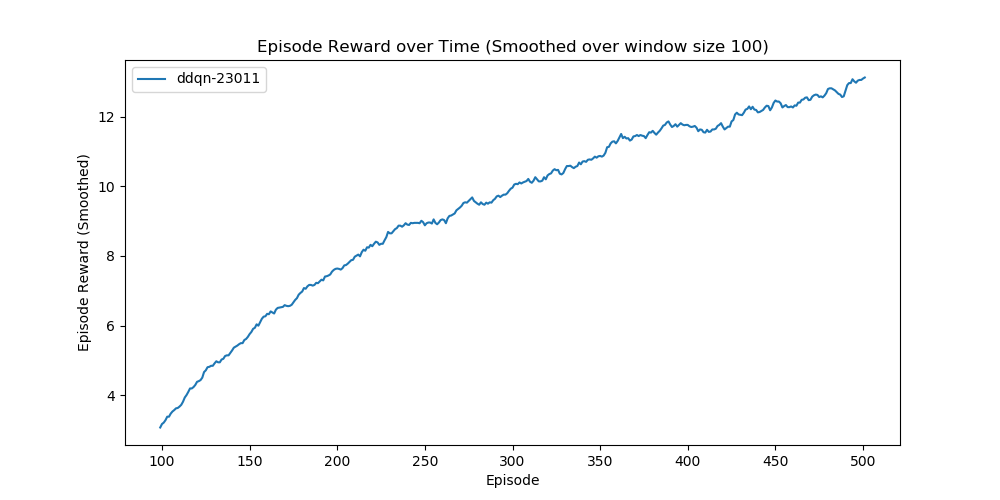 Episode Reward over Time (Smoothed over window size 100)
ddqn-23011
Episode Reward (Smoothed)
12
10
8
6
4
100 150 200 250 300 350 400 450 500
Episode